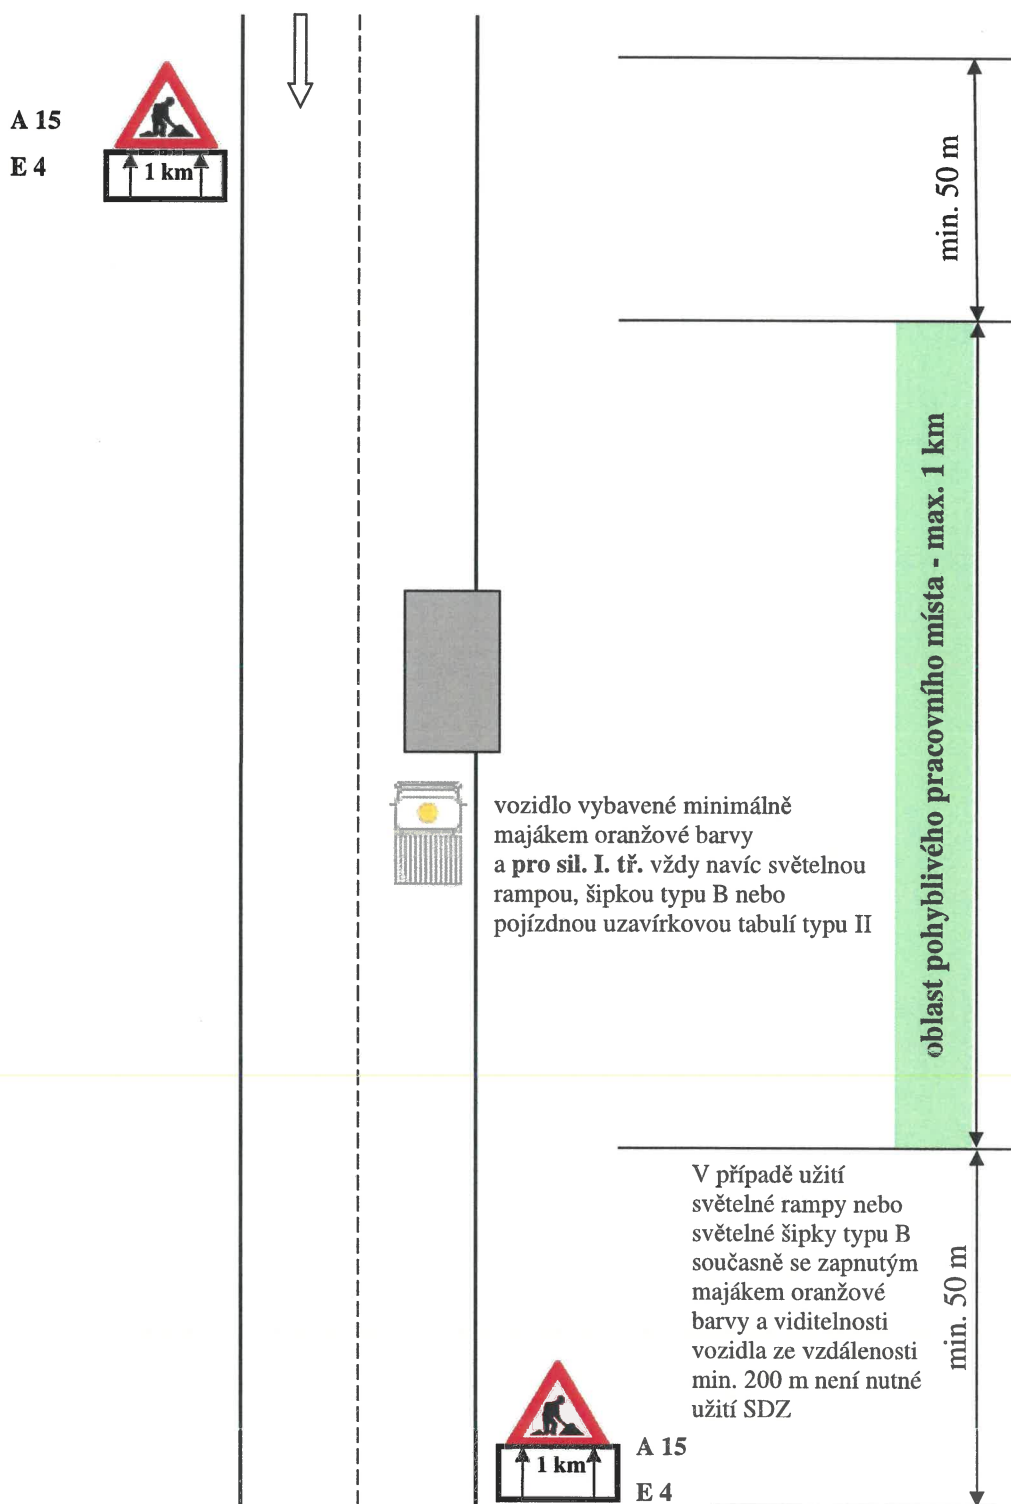 A 15
E 4
1 km
min. 50 m
oblast pohyblivého pracovního místa - max. 1 km
vozidlo vybavené minimálně
majákem oranžové barvy
a pro sil. I. tř. vždy navíc světelnou
rampou, šipkou typu B nebo
pojízdnou uzavírkovou tabulí typu II
V případě užití
světelné rampy nebo
světelné šipky typu B
současně se zapnutým
majákem oranžové
barvy a viditelnosti
vozidla ze vzdálenosti
min. 200 m není nutné
užití SDZ
min. 50 m
1 km
A 15
E 4